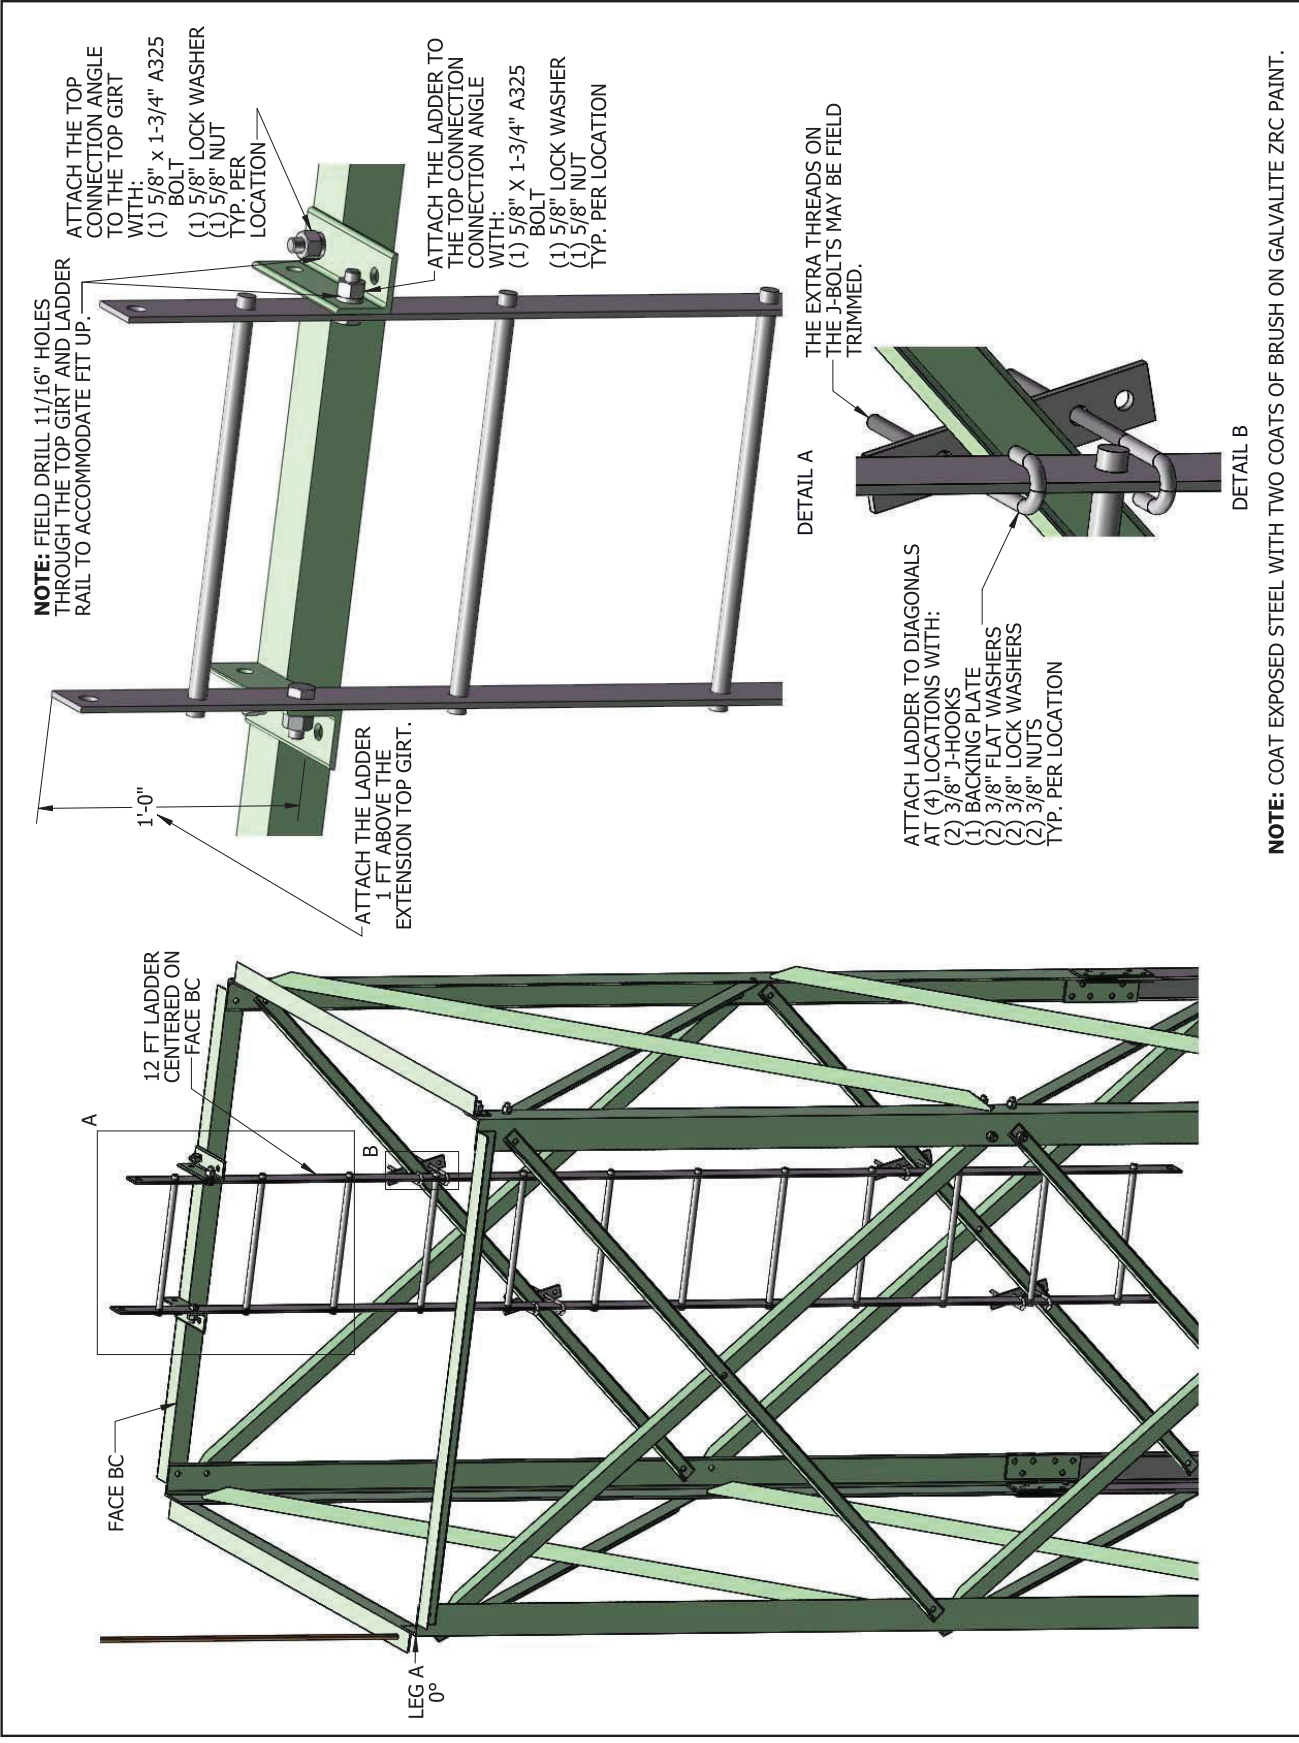 NOTE: FIELD DRILL 11/16" HOLES
THROUGH THE TOP GIRT AND LADDER
RAIL TO ACCOMMODATE FIT UP.
ATTACH THE TOP
CONNECTION ANGLE
TO THE TOP GIRT
WITH:
(1) 5/8" x 1-3/4" A325
BOLT
(1) 5/8" LOCK WASHER
(1) 5/8" NUT
TYP. PER
LOCATION
ATTACH THE LADDER TO
THE TOP CONNECTION
CONNECTION ANGLE
WITH:
(1) 5/8" X 1-3/4" A325
BOLT
(1) 5/8" LOCK WASHER
(1) 5/8" NUT
TYP. PER LOCATION
1'-0"
ATTACH THE LADDER
1 FT ABOVE THE
EXTENSION TOP GIRT.
DETAIL A
12 FT LADDER
CENTERED ON
FACE BC
A
B
FACE BC
LEG A
0°
THE EXTRA THREADS ON
THE J-BOLTS MAY BE FIELD
TRIMMED.
ATTACH LADDER TO DIAGONALS
AT (4) LOCATIONS WITH:
(2) 3/8" J-HOOKS
(1) BACKING PLATE
(2) 3/8" FLAT WASHERS
(2) 3/8" LOCK WASHERS
(2) 3/8" NUTS
TYP. PER LOCATION
DETAIL B
NOTE: COAT EXPOSED STEEL WITH TWO COATS OF BRUSH ON GALVALITE ZRC PAINT.